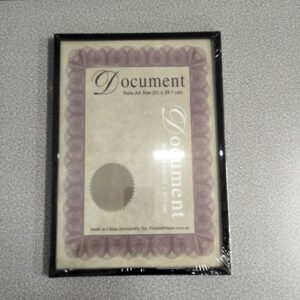 Document
Suits A4 Size (21 x 29.7 cm)
Document
Made in China exclusively for: PictureFrames.com.au